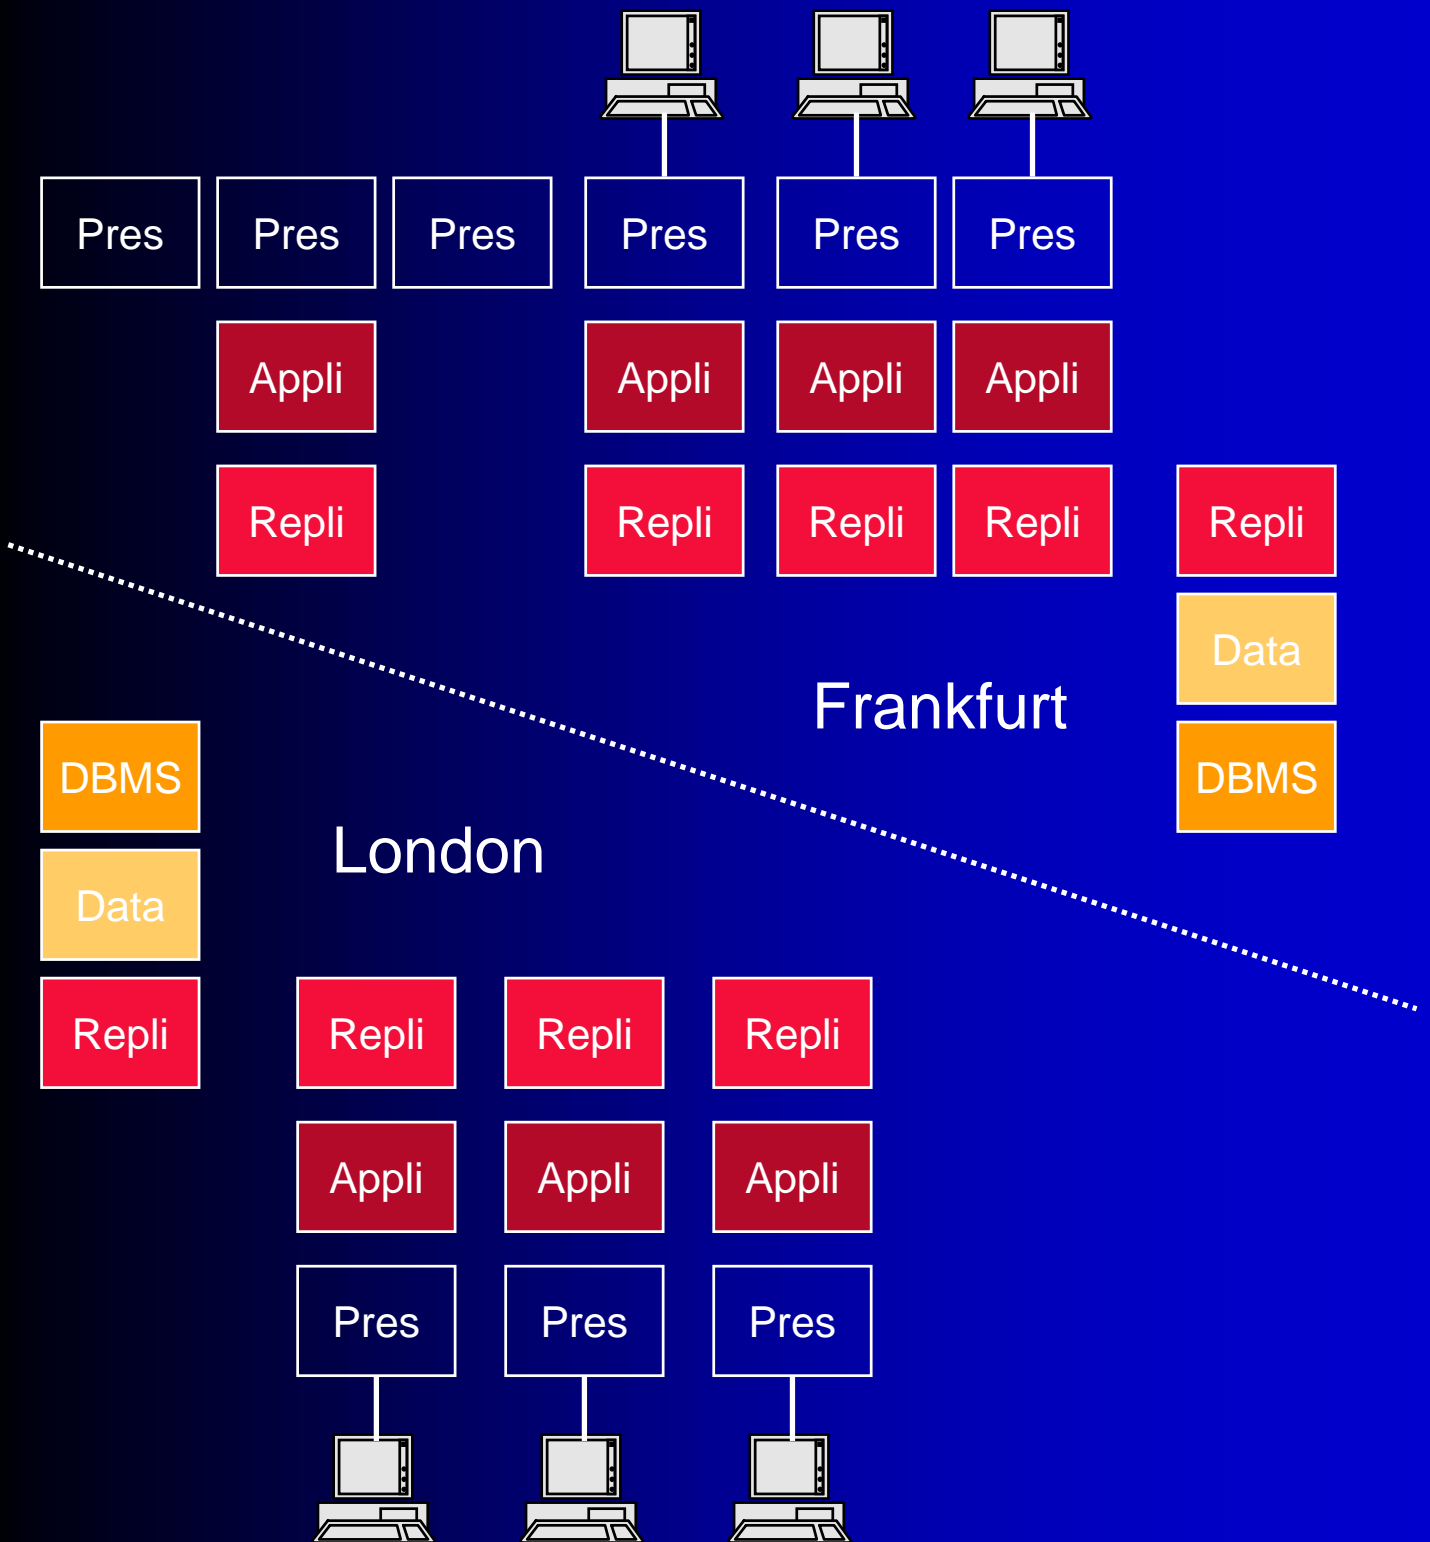 Pres Pres Pres Pres Pres Pres
Appli Appli Appli Appli
Repli Repli Repli Repli Repli
Data
Frankfurt
DBMS DBMS
London
Data
Repli Repli Repli Repli
Appli Appli Appli
Pres Pres Pres